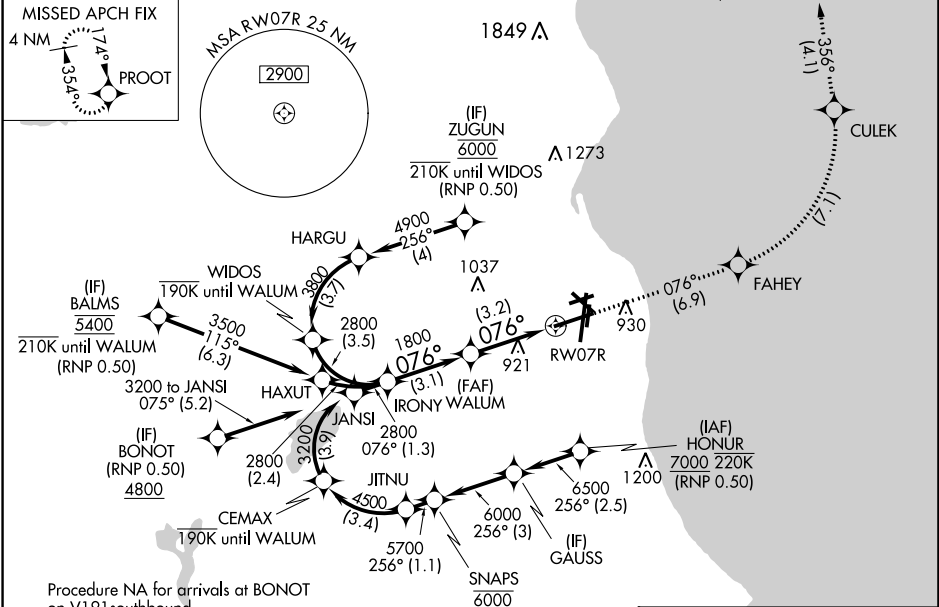 MISSED APCH FIX
4 NM
174°
354°
PROOT
MSA RW07R 25 NM
2900
1849
356°
(4.1)
CULEK
(7.1)
(IF)
ZUGUN
6000
210K until WIDOS
(RNP 0.50)
1273
4900
256°
(4)
HARGU
3800
(3.7)
WIDOS
190K until WALUM
1037
FAHEY
076°
(6.9)
930
(IF)
BALMS
5400
210K until WALUM
(RNP 0.50)
3500
115°
(6.3)
2800
(3.5)
1800
076°
(3.1)
(3.2)
076°
921
RW07R
3200 to JANSI
075° (5.2)
HAXUT
JANSI
IRONY
(FAF)
WALUM
2800
076° (1.3)
(IF)
BONOT
(RNP 0.50)
4800
2800
(2.4)
3200
(3.9)
JITNU
(IAF)
HONUR
7000 220K
(RNP 0.50)
1200
CEMAX
190K until WALUM
4500
(3.4)
5700
256° (1.1)
6000
256° (3)
6500
256° (2.5)
(IF)
GAUSS
SNAPS
6000
Procedure NA for arrivals at BONOT
on V191 southbound